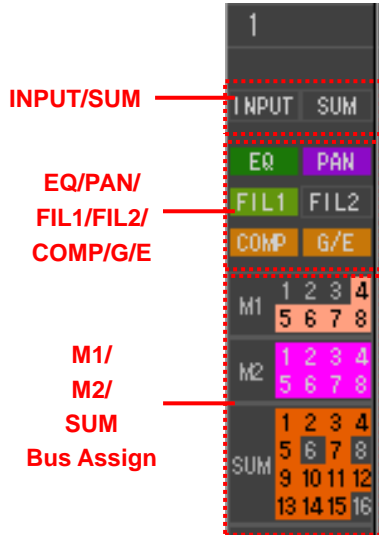 1
INPUT/SUM
INPUT SUM
EQ/PAN/
FIL1/FIL2/
COMP/G/E
EQ PAN
FIL1 FIL2
COMP G/E
M1/
M2/
SUM
Bus Assign
M1
1 2 3 4
5 6 7 8
M2
1 2 3 4
5 6 7 8
SUM
1 2 3 4
5 6 7 8
9 10 11 12
13 14 15 16